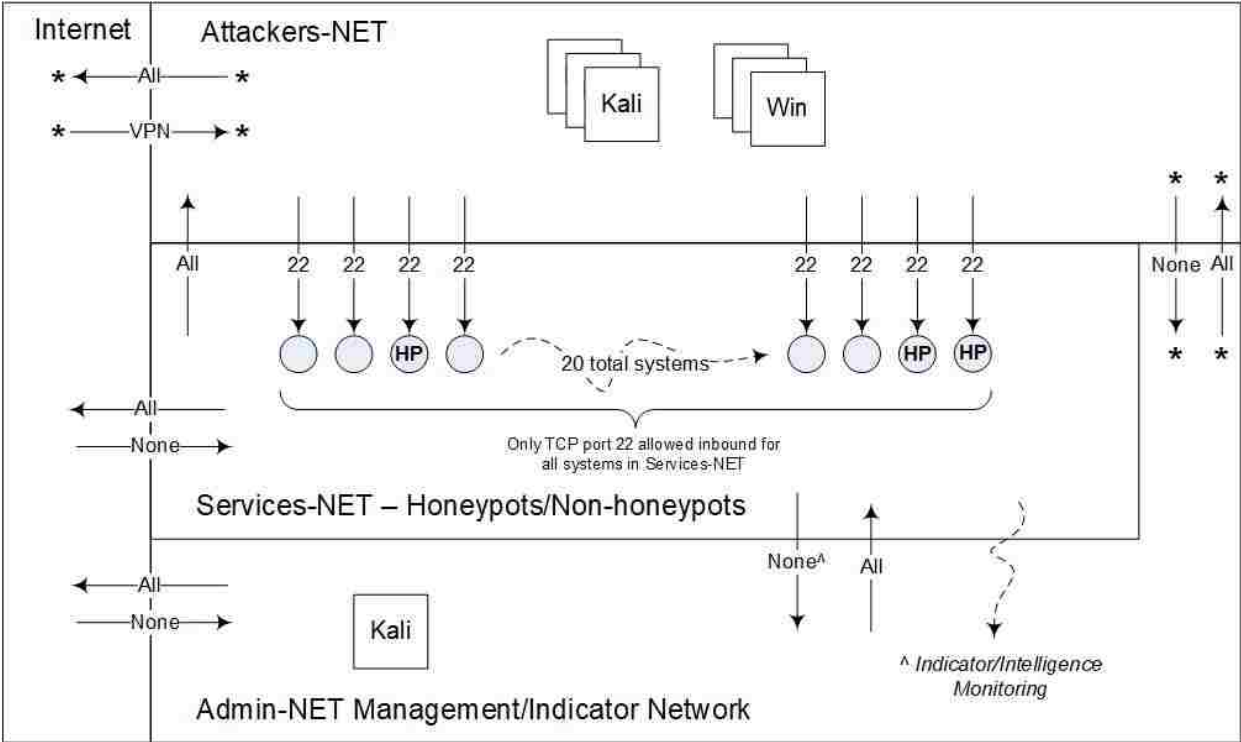 Internet
Attackers-NET
* All *
* VPN *
Kali
Win
* *
All
22 22 22 22
22 22 22 22
None All
HP
20 total systems
HP HP
* *
All
None
Only TCP port 22 allowed inbound for
all systems in Services-NET
Services-NET – Honeypots/Non-honeypots
None^
All
All
None
Kali
^ Indicator/Intelligence
Monitoring
Admin-NET Management/Indicator Network